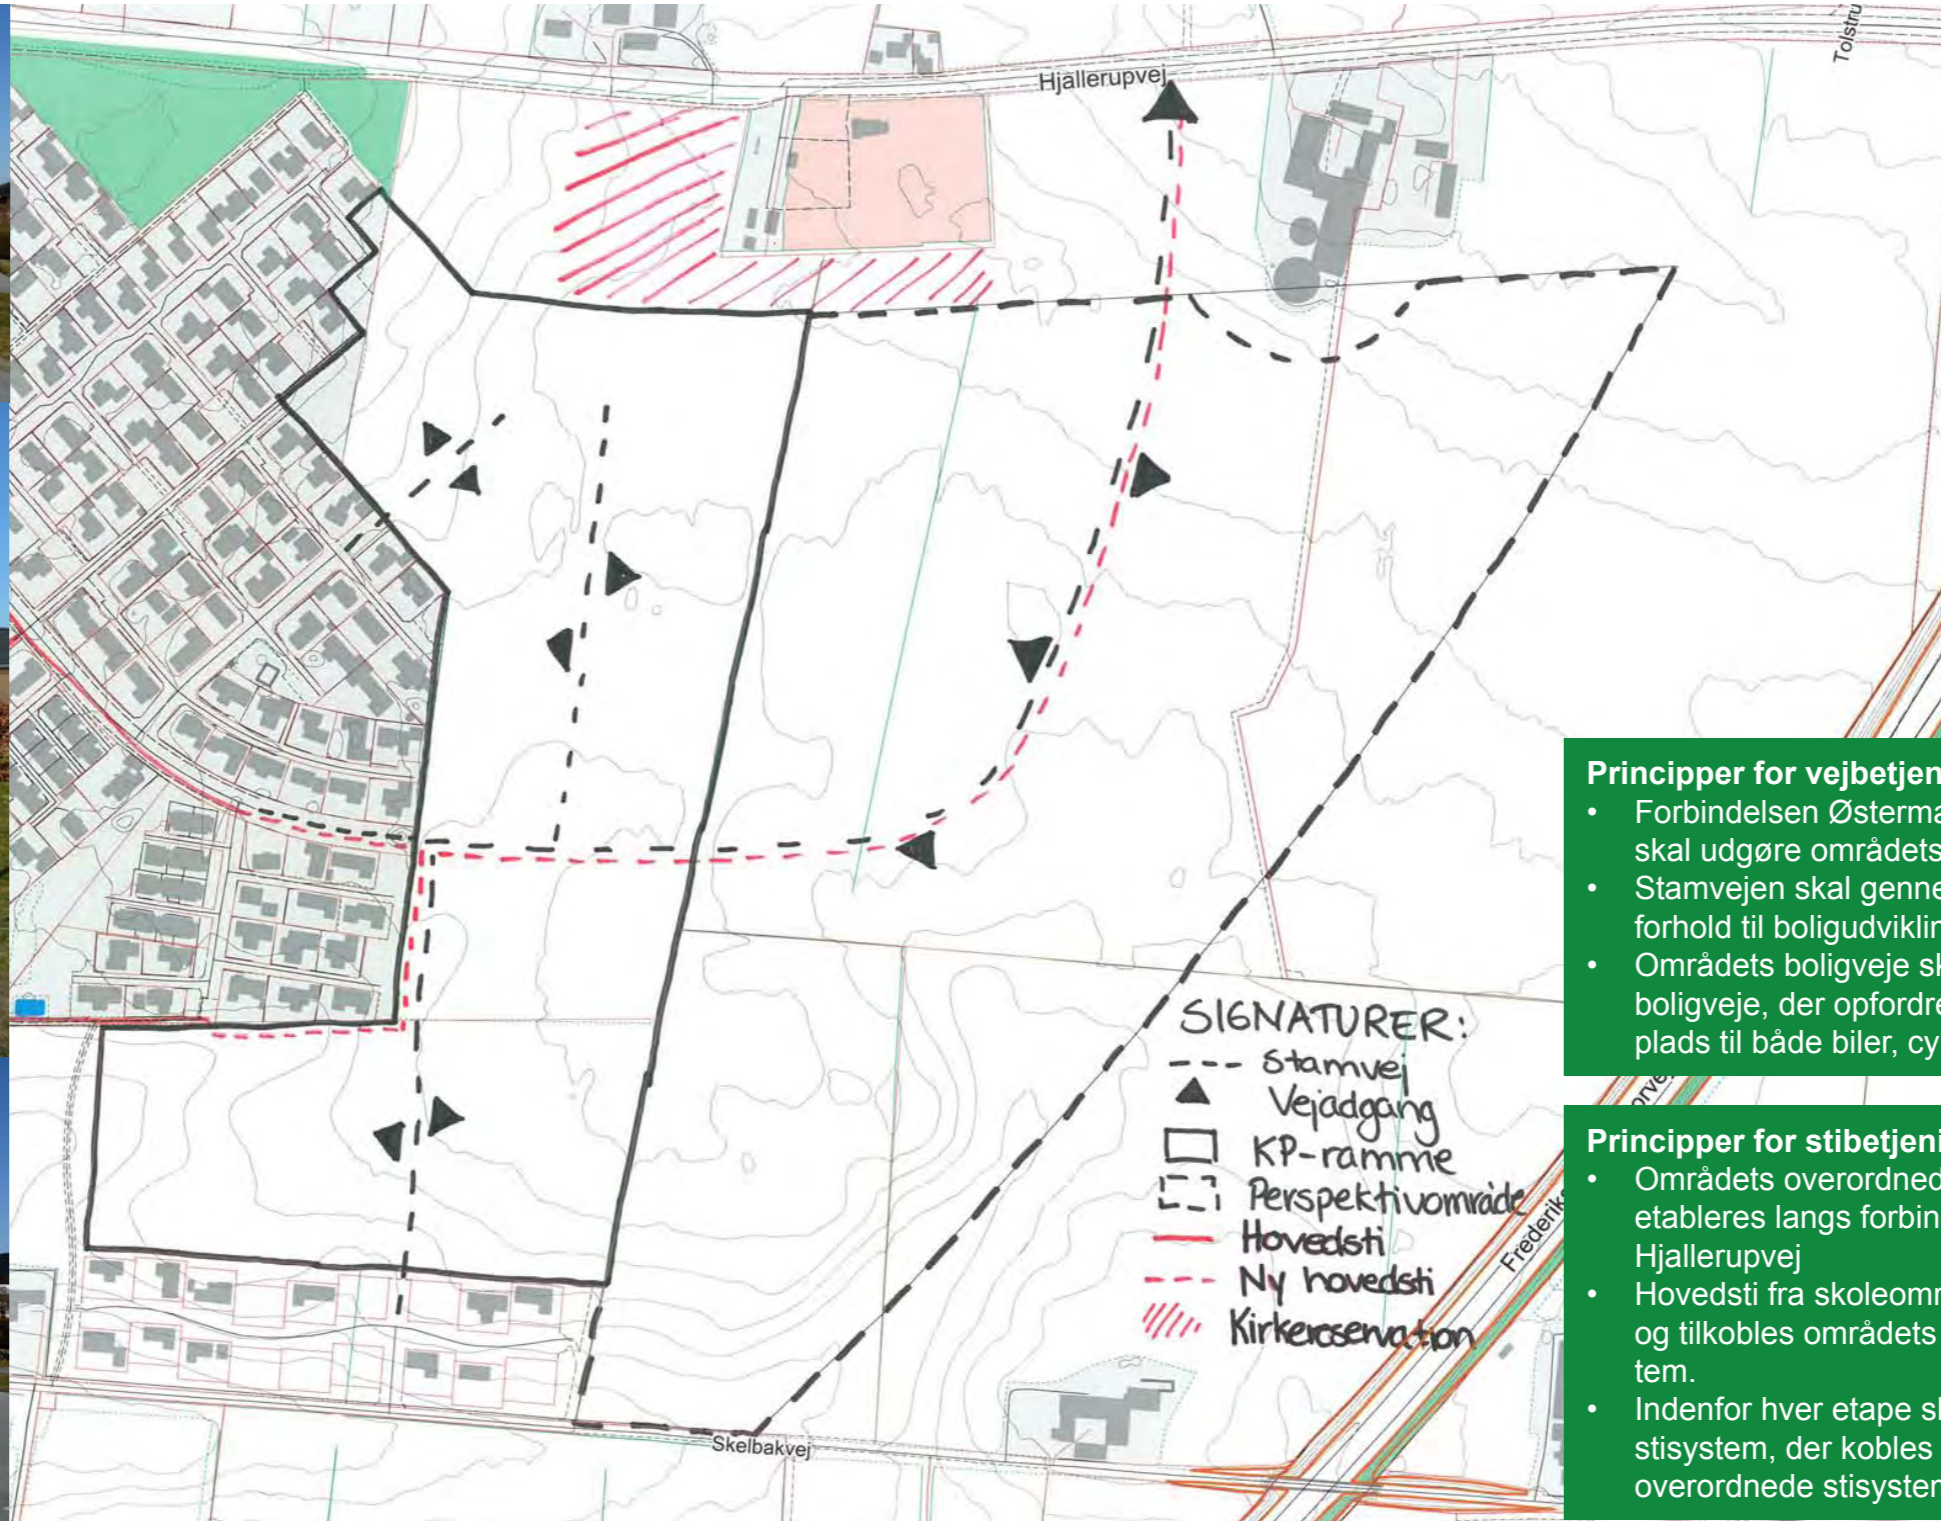 Hjallerupvej
Tolstru
SIGNATURER:
stamvej
Vejadgang
KP-ramme
Perspektivområde
Hovedsti
Ny hovedsti
Kirkereservation
Skelbakvej
Frederiks
orvej
Principper for vejbetjen
• Forbindelsen Østerma
skal udgøre områdets
• Stamvejen skal genne
forhold til boligudviklin
• Områdets boligveje sk
boligveje, der opfordre
plads til både biler, cy
Principper for stibetjeni
• Områdets overordned
etableres langs forbin
Hjallerupvej
• Hovedsti fra skoleomr
og tilkobles områdets
tem.
• Indenfor hver etape sk
stisystem, der kobles
overordnede stisystem